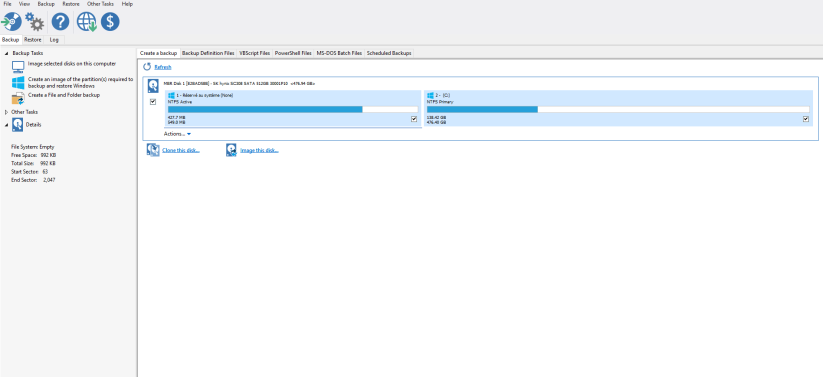 File View Backup Restore Other Tasks Help
Backup Restore Log
Backup Tasks
Image selected disks on this computer
Create an image of the partition(s) required to
backup and restore Windows
Create a File and Folder backup
Other Tasks
Details
File System: Empty
Free Space: 992 KB
Total Size: 992 KB
Start Sector: 63
End Sector: 2,047
Create a backup Backup Definition Files VBScript Files PowerShell Files MS-DOS Batch Files Scheduled Backups
Refresh
MBR Disk 1 - SK hynix SC308 SATA 512GB 30001P10 <476.94 GB>
1 - Réservé au système (None)
NTFS Active
427.7 MB
549.0 MB
2 - (C:)
NTFS Primary
138.42 GB
476.40 GB
Actions...
Clone this disk...
Image this disk...